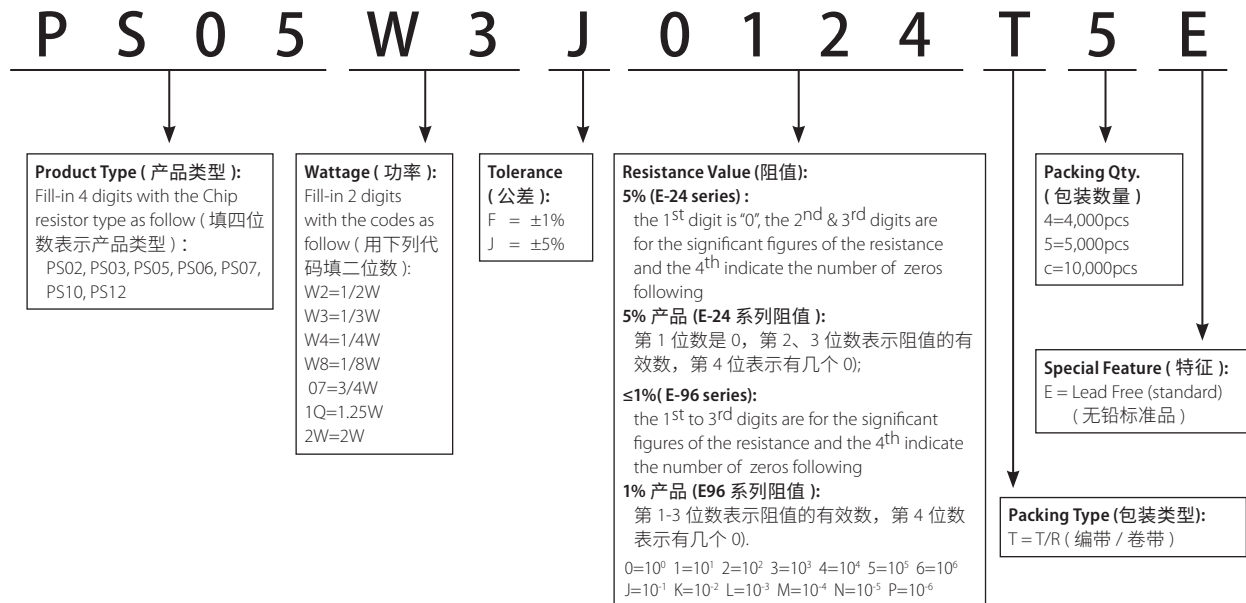 P S 0 5 W 3 J 0 1 2 4 T 5 E
Product Type ( 产品类型 ):
Fill-in 4 digits with the Chip
resistor type as follow ( 填四位
数表示产品类型 ) :
PS02, PS03, PS05, PS06, PS07,
PS10, PS12
Wattage ( 功率 ):
Fill-in 2 digits
with the codes as
follow ( 用下列代
码填二位数 ):
W2=1/2W
W3=1/3W
W4=1/4W
W8=1/8W
07=3/4W
1Q=1.25W
2W=2W
Tolerance
( 公差 ):
F = ±1%
J = ±5%
Resistance Value (阻值):
5% (E-24 series) :
the 1st digit is “0”, the 2nd & 3rd digits are
for the significant figures of the resistance
and the 4th indicate the number of zeros
following
5% 产品 (E-24 系列阻值 ):
第 1 位数是 0，第 2、3 位数表示阻值的有
效数，第 4 位表示有几个 0);
≤1%( E-96 series):
the 1st to 3rd digits are for the significant
figures of the resistance and the 4th indicate
the number of zeros following
1% 产品 (E96 系列阻值 ):
第 1-3 位数表示阻值的有效数，第 4 位数
表示有几个 0).
0=10⁰ 1=10¹ 2=10² 3=10³ 4=10⁴ 5=10⁵ 6=10⁶
J=10⁻¹ K=10⁻² L=10⁻³ M=10⁻⁴ N=10⁻⁵ P=10⁻⁶
Packing Qty.
( 包装数量 )
4=4,000pcs
5=5,000pcs
c=10,000pcs
Special Feature ( 特征 ):
E = Lead Free (standard)
( 无铅标准品 )
Packing Type (包装类型):
T = T/R ( 编带 / 卷带 )